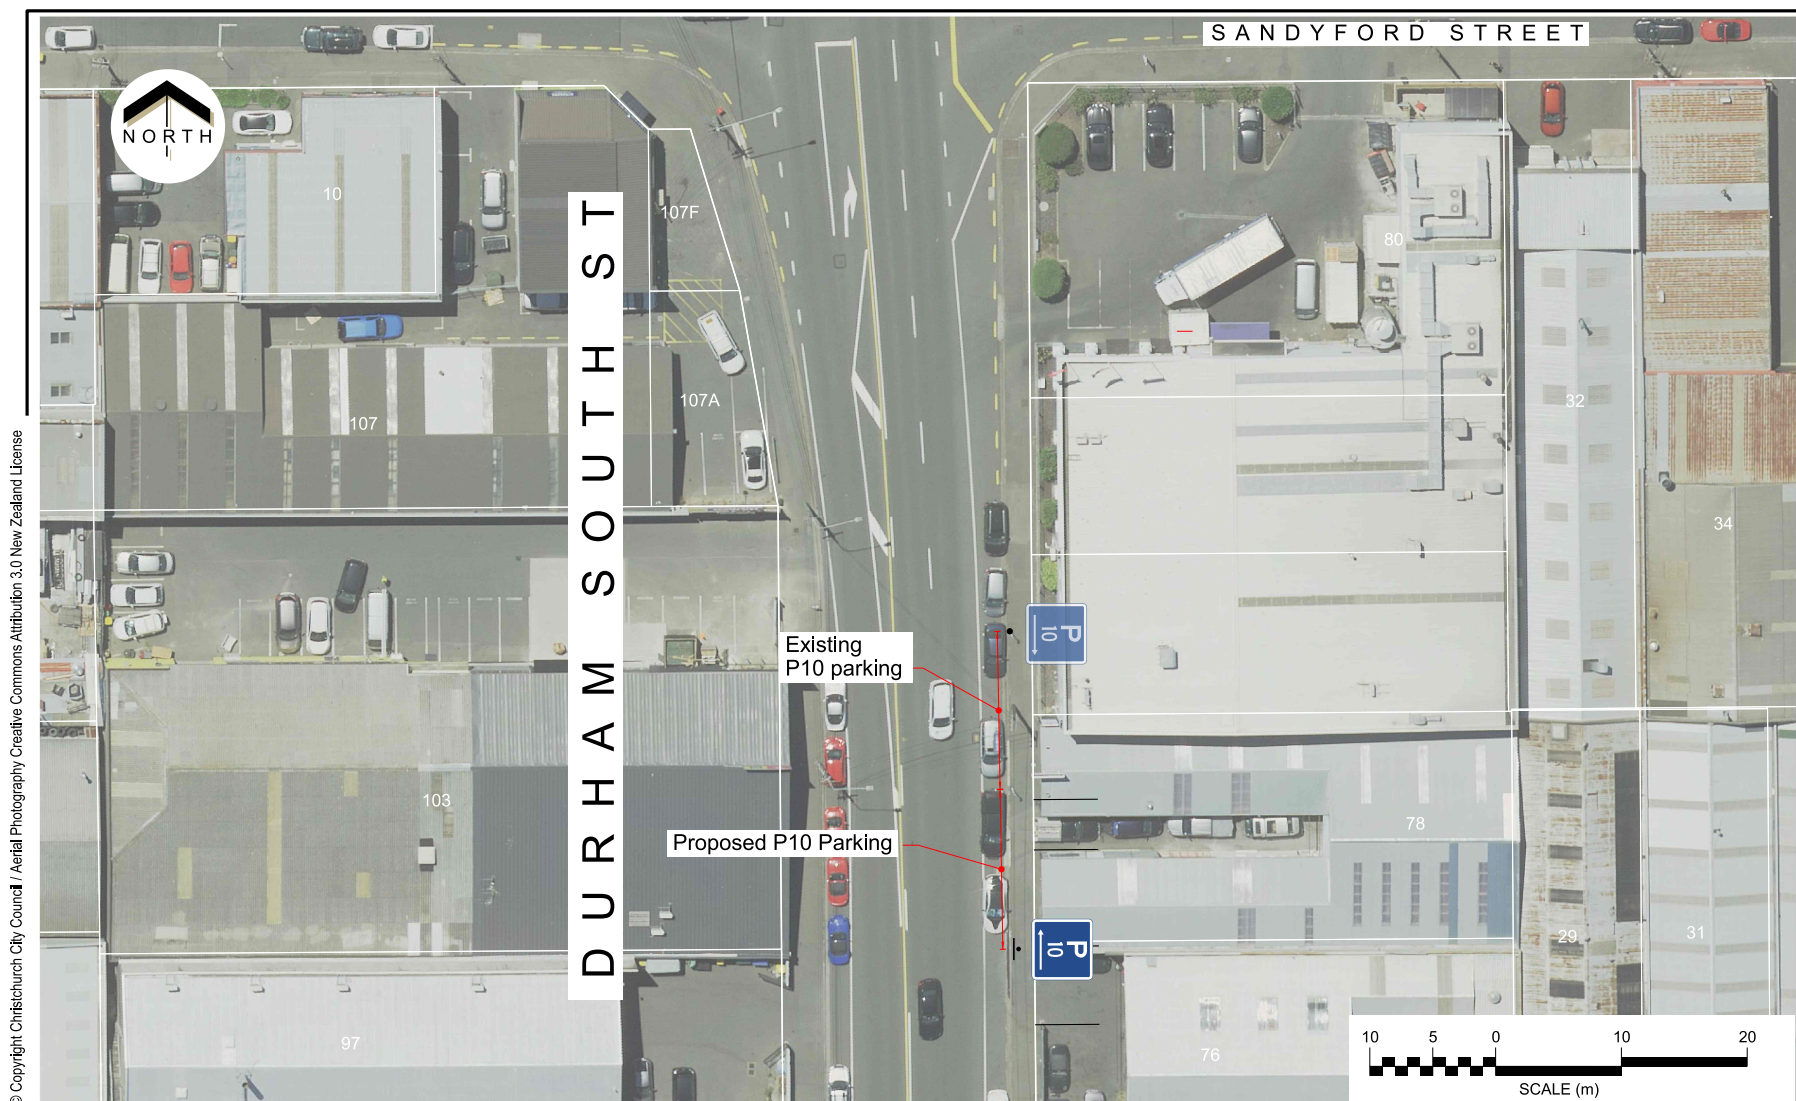 SANDYFORD STREET
NORTH
10
107F
80
107A
32
107
34
DURHAM SOUTH ST
P
10
Existing
P10 parking
103
78
Proposed P10 Parking
P
10
29
31
97
76
10 5 0 10 20
SCALE (m)
© Copyright Christchurch City Council / Aerial Photography Creative Commons Attribution 3.0 New Zealand License